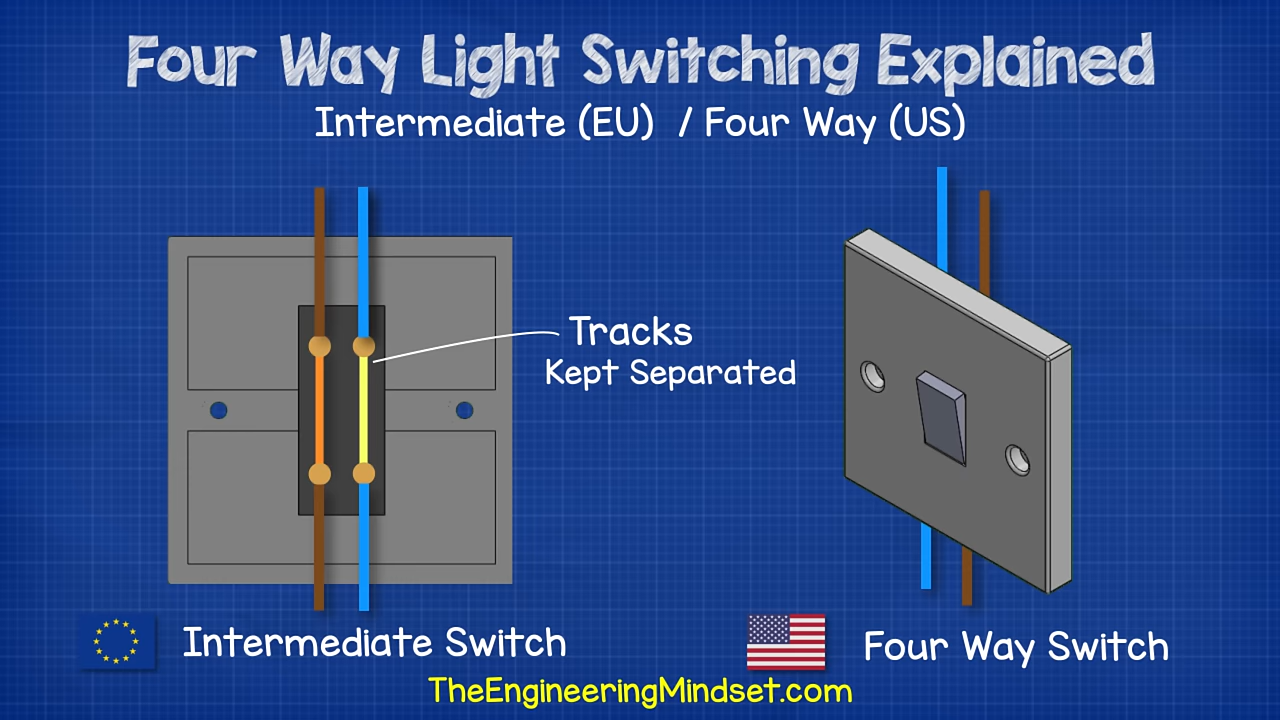 Four Way Light Switching Explained
Intermediate (EU) / Four Way (US)
Tracks
Kept Separated
Intermediate Switch
Four Way Switch
TheEngineeringMindset.com